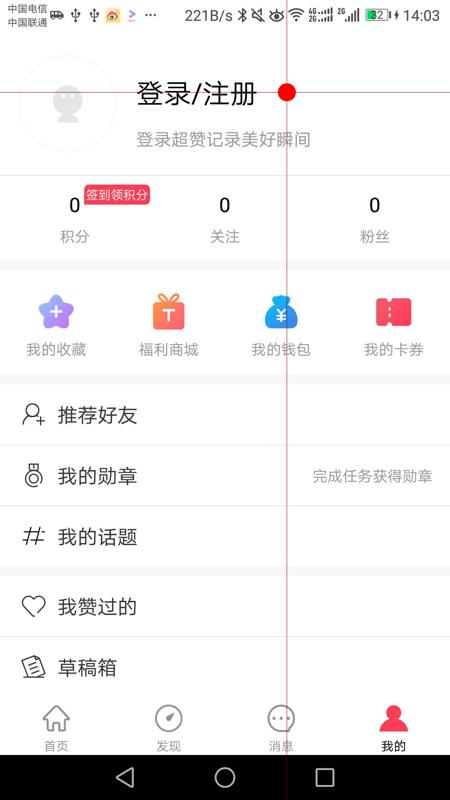 中国电信
中国联通
221B/s 4G 2G 2G 32 14:03
登录/注册
登录超赞记录美好瞬间
0 签到领积分 0 0
积分 关注 粉丝
T ¥
我的收藏 福利商城 我的钱包 我的卡券
推荐好友
我的勋章 完成任务获得勋章
我的话题
我赞过的
草稿箱
首页 发现 消息 我的